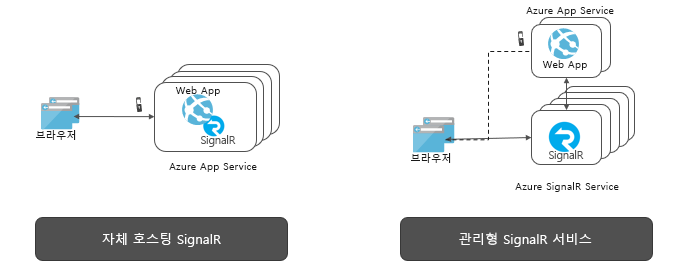 Web App
SignalR
브라우저
Azure App Service
자체 호스팅 SignalR
Azure App Service
Web App
브라우저
SignalR
Azure SignalR Service
관리형 SignalR 서비스